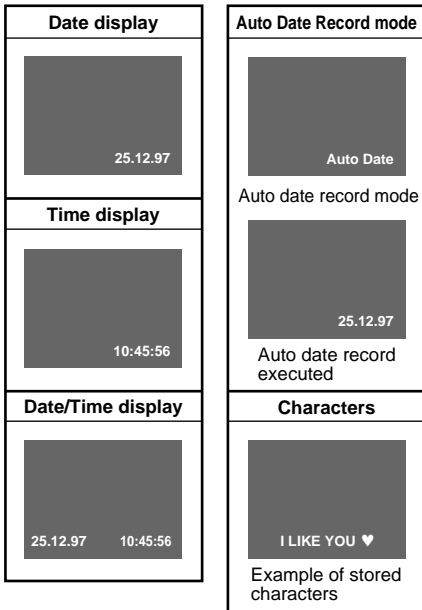 Date display
25.12.97
Time display
10:45:56
Date/Time display
25.12.97 10:45:56
Auto Date Record mode
Auto Date
Auto date record mode
25.12.97
Auto date record
executed
Characters
I LIKE YOU ♥
Example of stored
characters